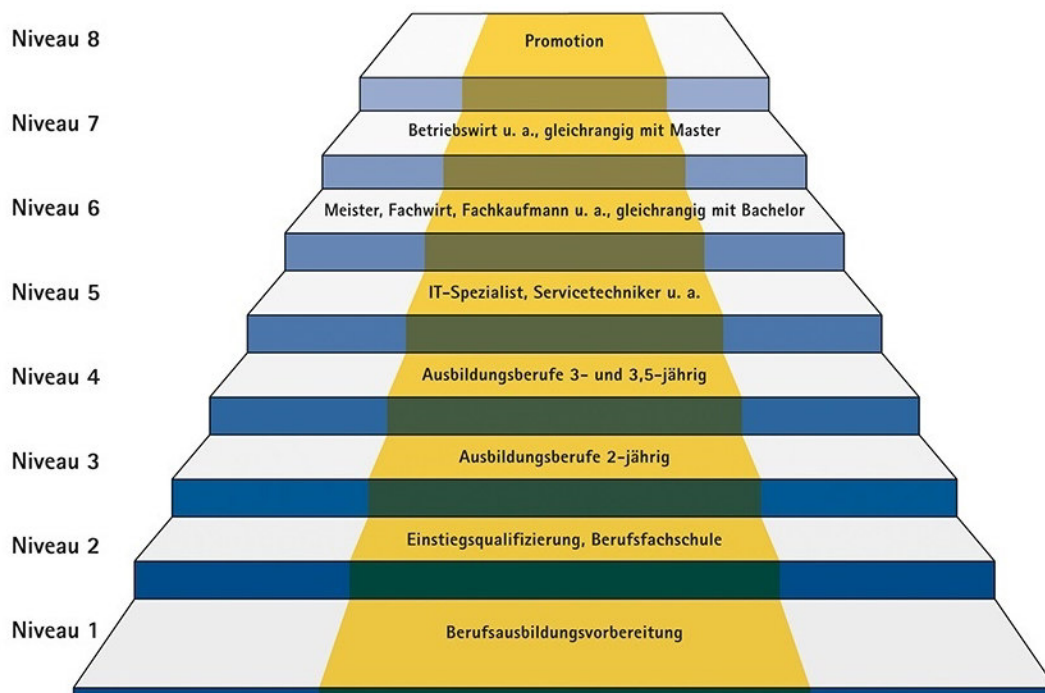 Niveau 8
Promotion
Niveau 7
Betriebswirt u. a., gleichrangig mit Master
Niveau 6
Meister, Fachwirt, Fachkaufmann u. a., gleichrangig mit Bachelor
Niveau 5
IT-Spezialist, Servicetechniker u. a.
Niveau 4
Ausbildungsberufe 3- und 3,5-jährig
Niveau 3
Ausbildungsberufe 2-jährig
Niveau 2
Einstiegsqualifizierung, Berufsfachschule
Niveau 1
Berufsausbildungsvorbereitung